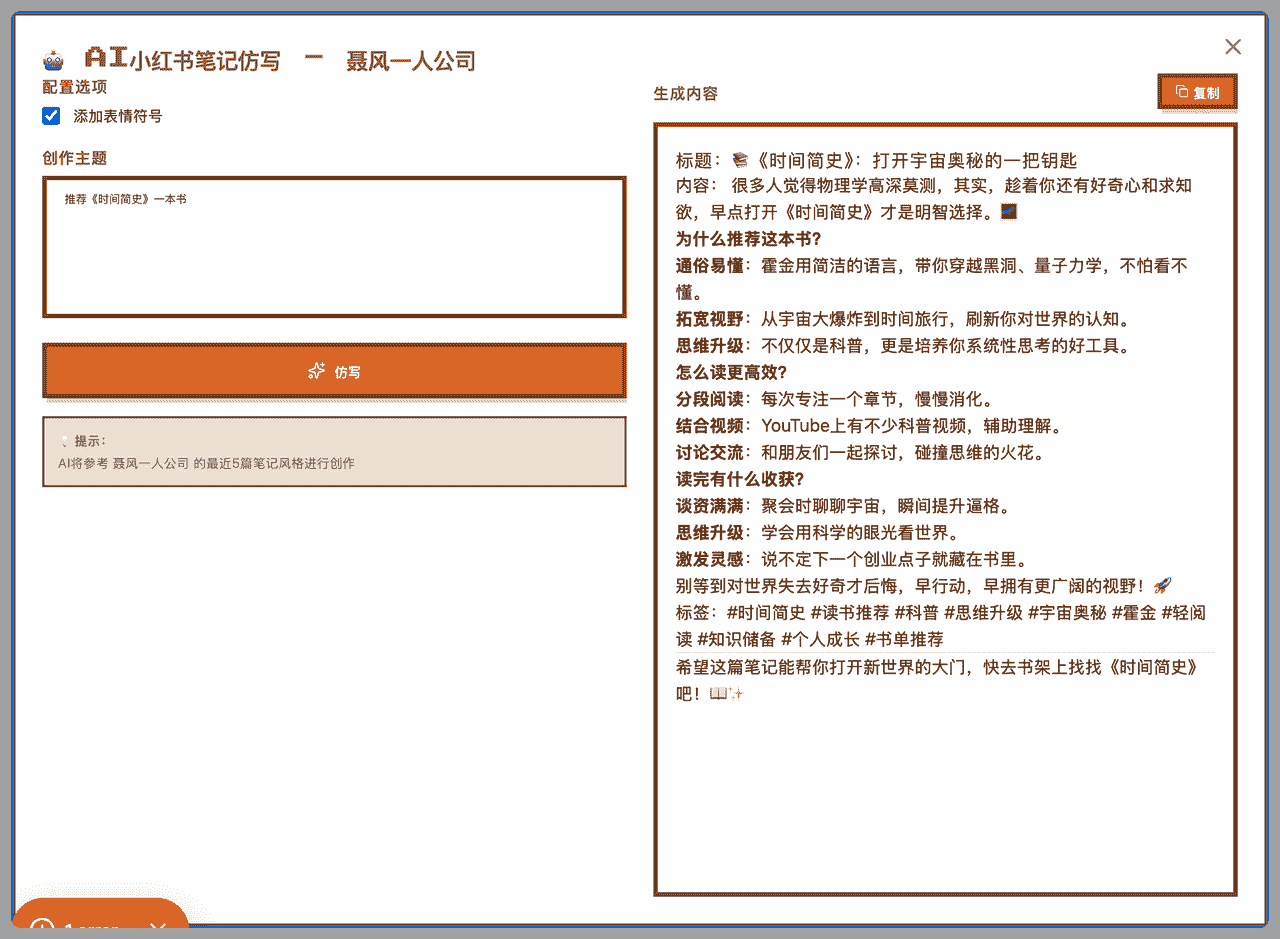 🤖 AI小红书笔记仿写 － 聂风一人公司
配置选项
添加表情符号
创作主题
推荐《时间简史》一本书
仿写
💡 提示：
AI将参考 聂风一人公司 的最近5篇笔记风格进行创作
生成内容
复制
标题：📚《时间简史》：打开宇宙奥秘的一把钥匙
内容： 很多人觉得物理学高深莫测，其实，趁着你还有好奇心和求知
欲，早点打开《时间简史》才是明智选择。🌌
为什么推荐这本书?
通俗易懂：霍金用简洁的语言，带你穿越黑洞、量子力学，不怕看不
懂。
拓宽视野：从宇宙大爆炸到时间旅行，刷新你对世界的认知。
思维升级：不仅仅是科普，更是培养你系统性思考的好工具。
怎么读更高效?
分段阅读：每次专注一个章节，慢慢消化。
结合视频：YouTube上有不少科普视频，辅助理解。
讨论交流：和朋友们一起探讨，碰撞思维的火花。
读完有什么收获?
谈资满满：聚会时聊聊宇宙，瞬间提升逼格。
思维升级：学会用科学的眼光看世界。
激发灵感：说不定下一个创业点子就藏在书里。
别等到对世界失去好奇才后悔，早行动，早拥有更广阔的视野！🚀
标签：#时间简史 #读书推荐 #科普 #思维升级 #宇宙奥秘 #霍金 #轻阅
读 #知识储备 #个人成长 #书单推荐
希望这篇笔记能帮你打开新世界的大门，快去书架上找找《时间简史》
吧！📖✨
1 error